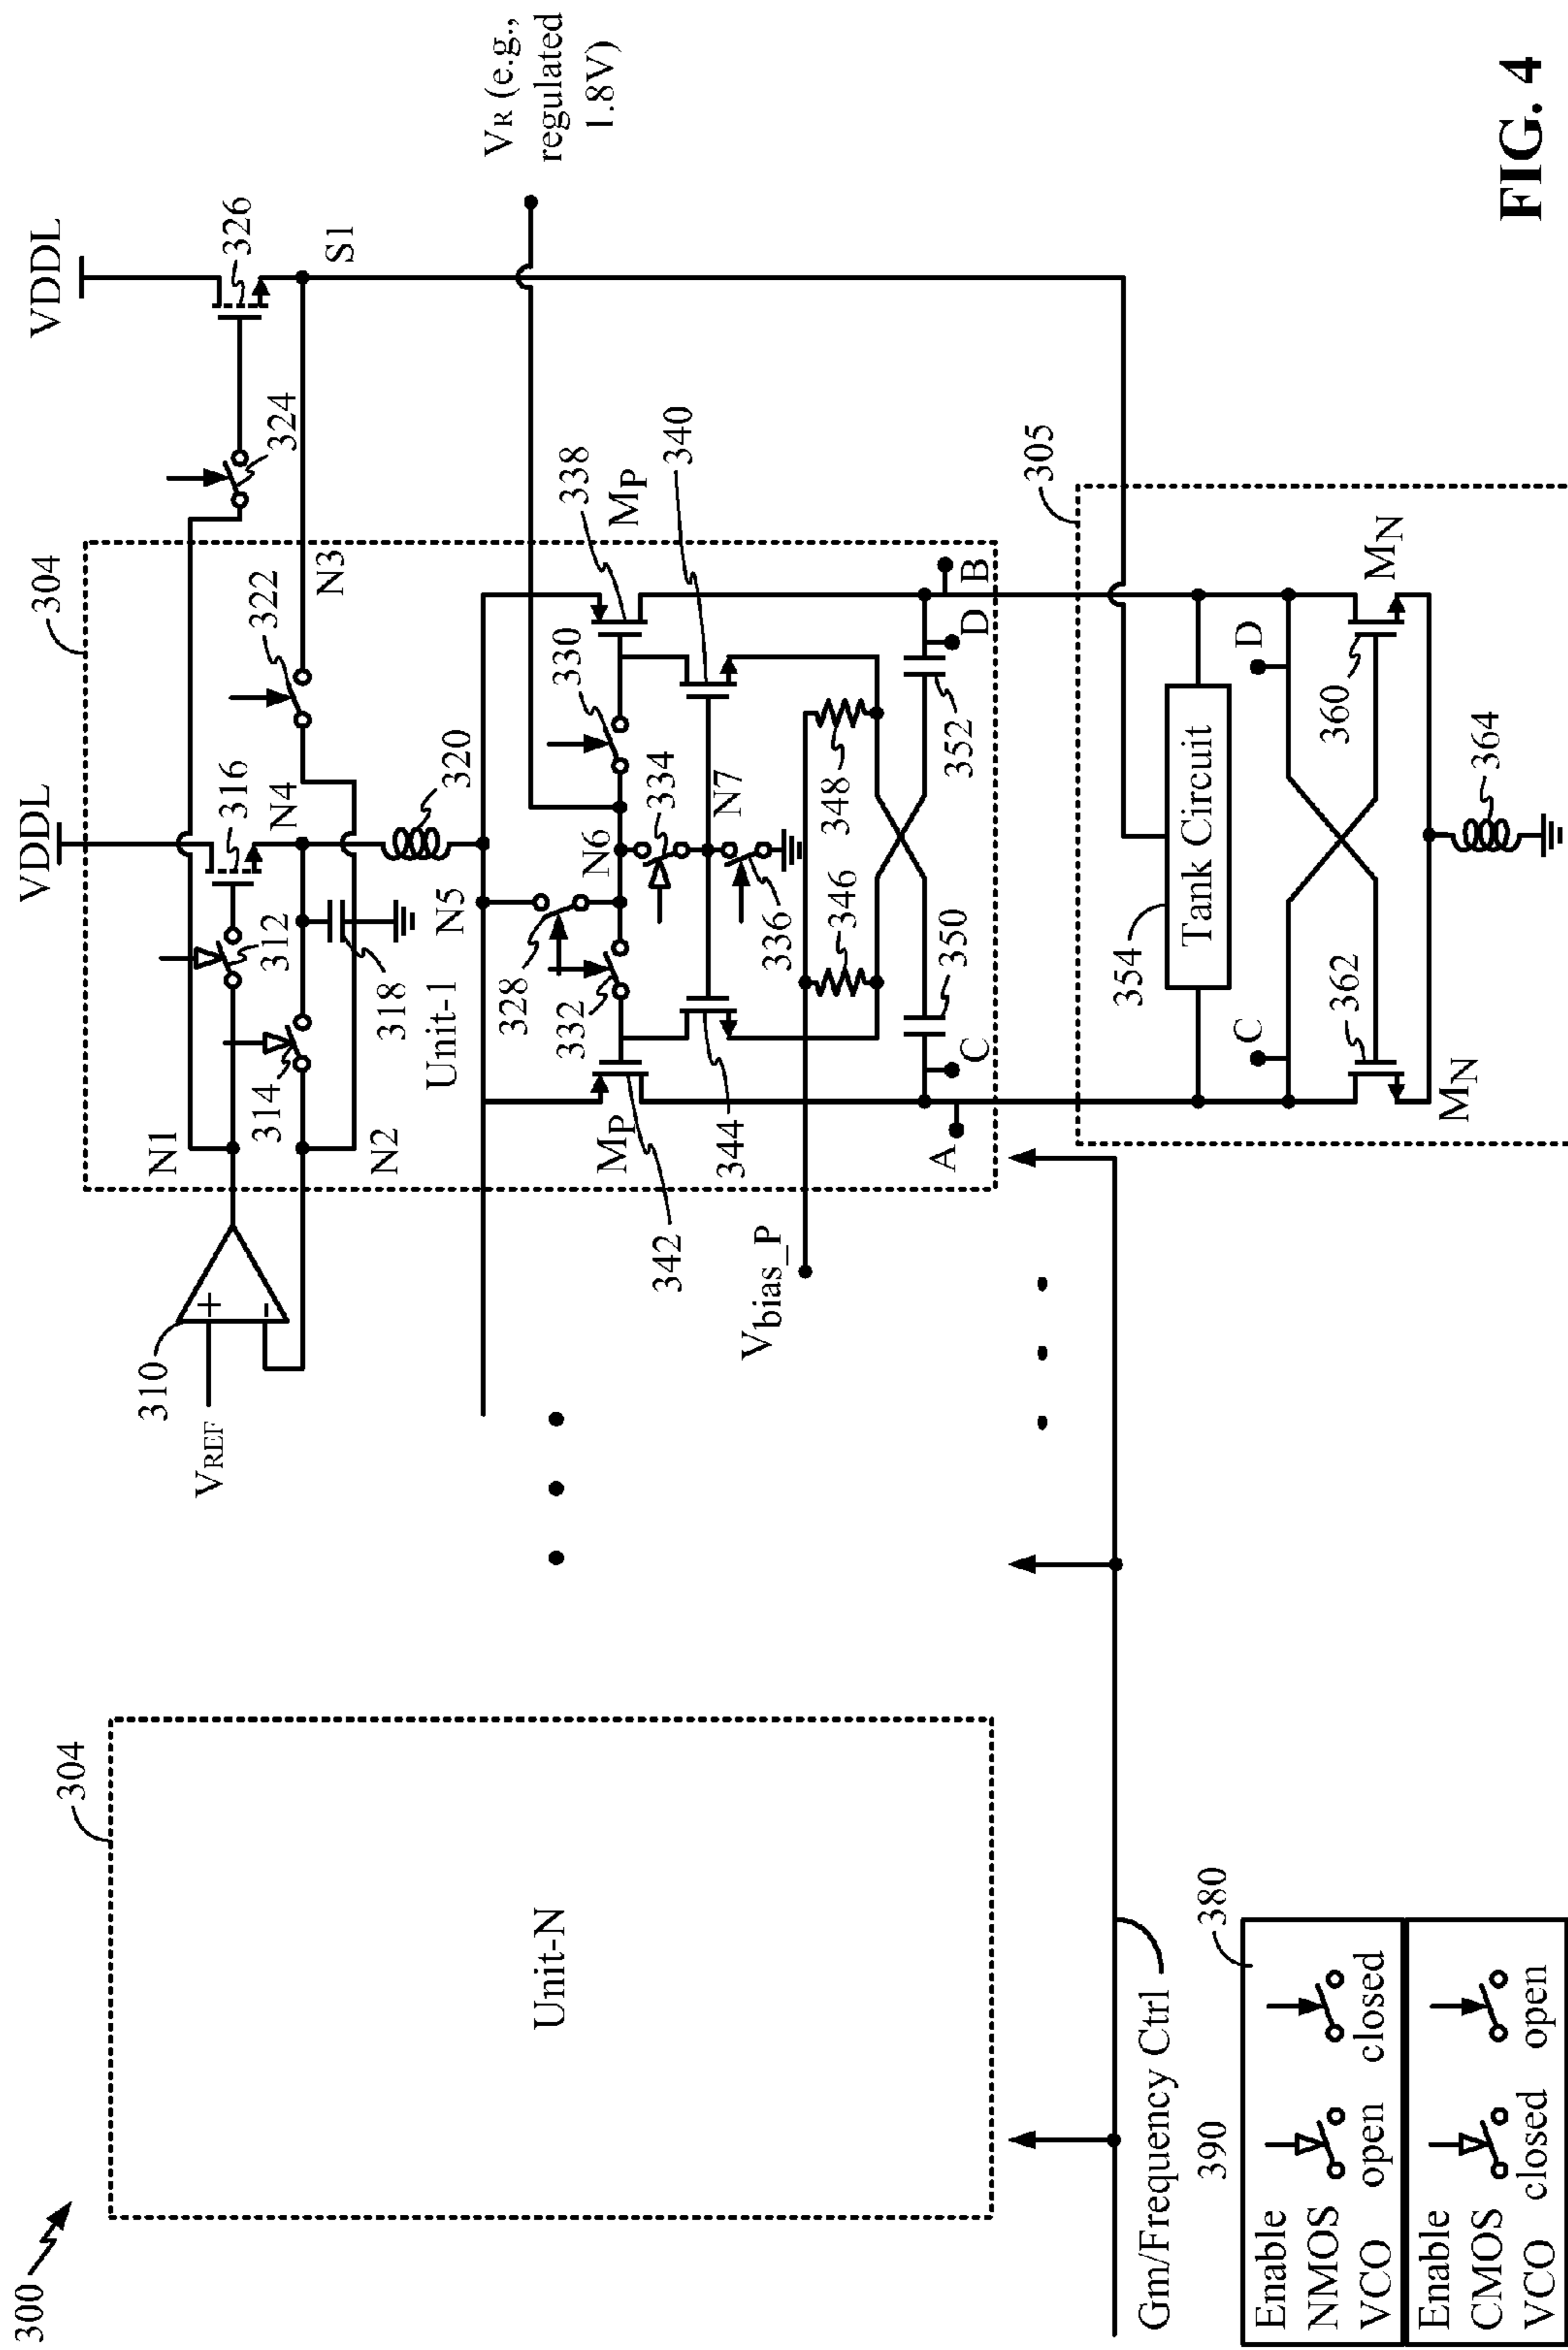 300
304
Unit-N
310
VREF
+
-
N1
N2
VDDL
304
312
314
316
318
N4
320
322
N3
324
VDDL
326
S1
VR (e.g.,
regulated
1.8V)
Unit-1
N5
328
332
330
N6
334
336
N7
338
MP
340
342
MP
344
346
348
350
352
Vbias_P
A
C
D
B
305
354
Tank Circuit
C
D
362
360
MN
MN
364
Gm/Frequency Ctrl
390
380
Enable
NMOS
VCO
open
closed
Enable
CMOS
VCO
closed
open
FIG. 4